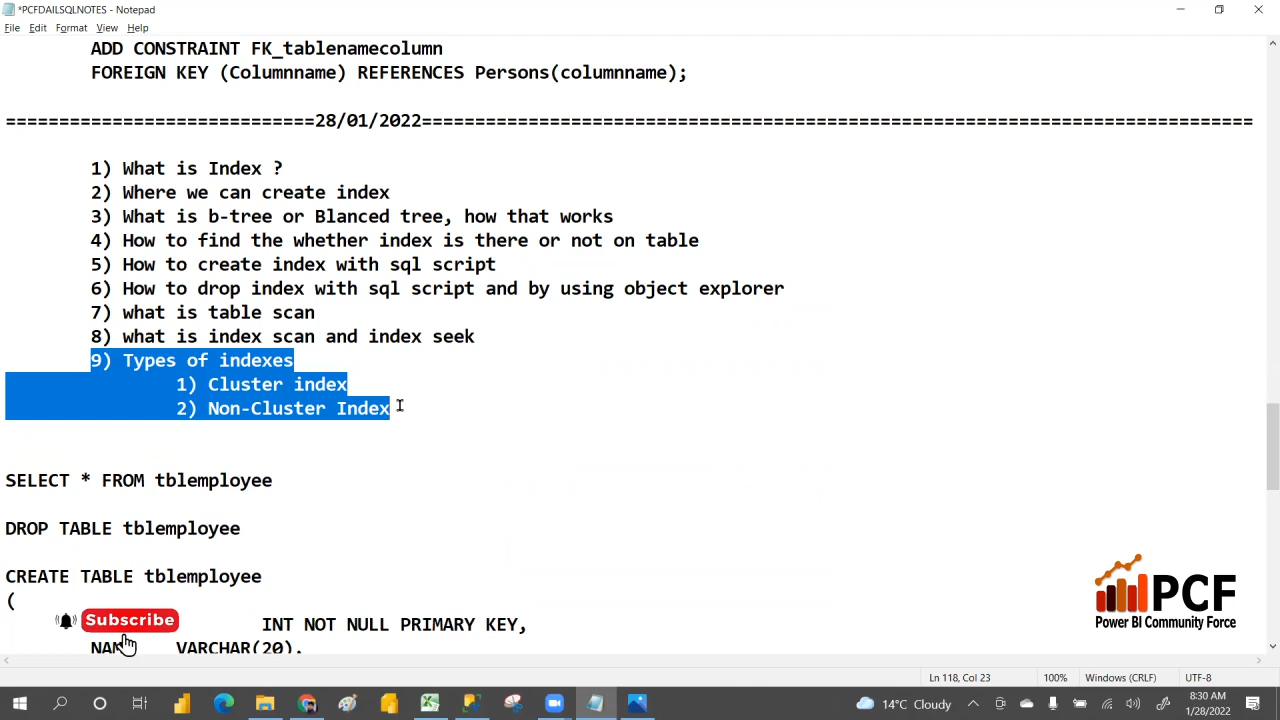 *PCFDAILSQLNOTES - Notepad
File Edit Format View Help
ADD CONSTRAINT FK_tablenamecolumn
FOREIGN KEY (Columnname) REFERENCES Persons(columnname);
=============================28/01/2022==============================================================================
1) What is Index ?
2) Where we can create index
3) What is b-tree or Blanced tree, how that works
4) How to find the whether index is there or not on table
5) How to create index with sql script
6) How to drop index with sql script and by using object explorer
7) what is table scan
8) what is index scan and index seek
9) Types of indexes
1) Cluster index
2) Non-Cluster Index
SELECT * FROM tblemployee
DROP TABLE tblemployee
CREATE TABLE tblemployee
(
INT NOT NULL PRIMARY KEY,
VARCHAR(20),
Subscribe
PCF
Power BI Community Force
Ln 118, Col 23 100% Windows (CRLF) UTF-8
14°C Cloudy
8:30 AM
1/28/2022